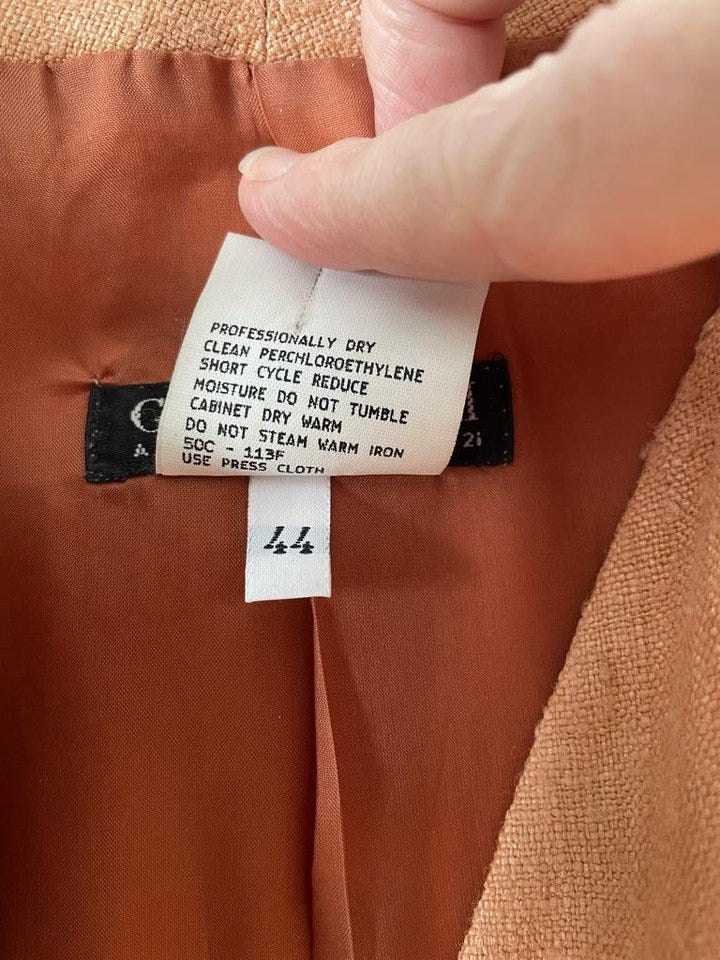 PROFESSIONALLY DRY
CLEAN PERCHLOROETHYLENE
SHORT CYCLE REDUCE
MOISTURE DO NOT TUMBLE
CABINET DRY WARM
DO NOT STEAM WARM IRON
50C - 113F
USE PRESS CLOTH
44